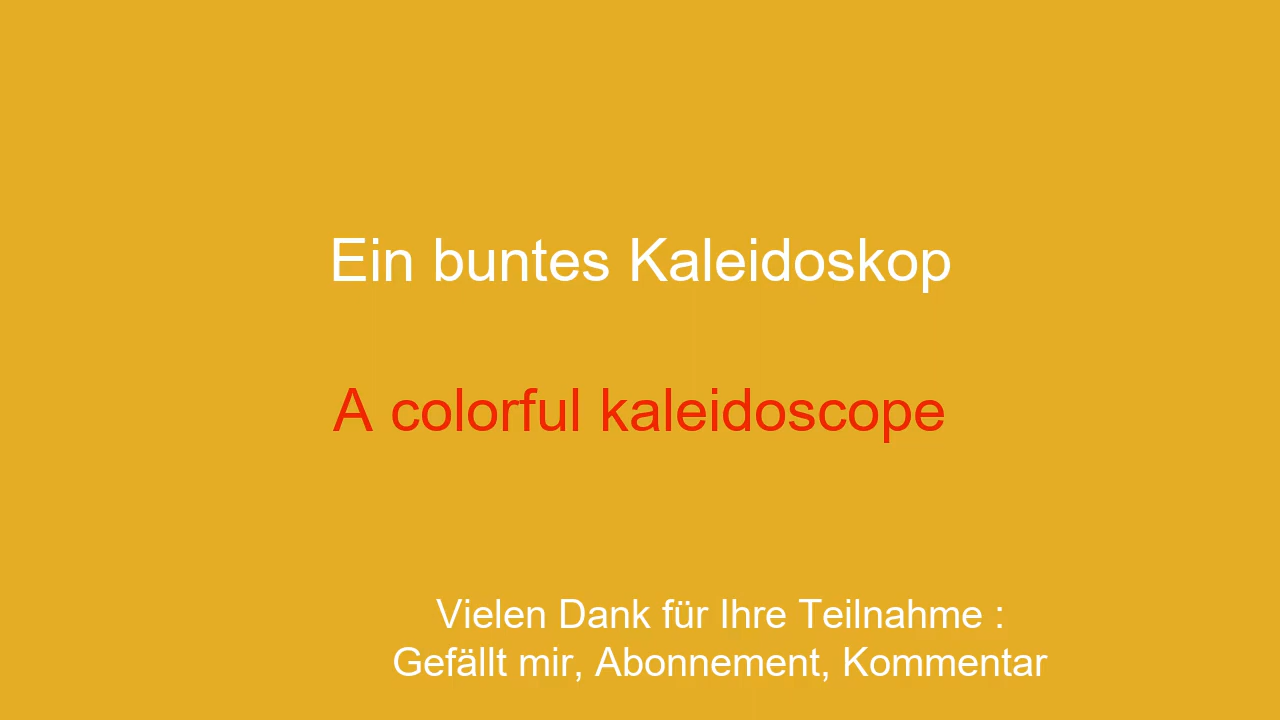 Ein buntes Kaleidoskop
A colorful kaleidoscope
Vielen Dank für Ihre Teilnahme :
Gefällt mir, Abonnement, Kommentar